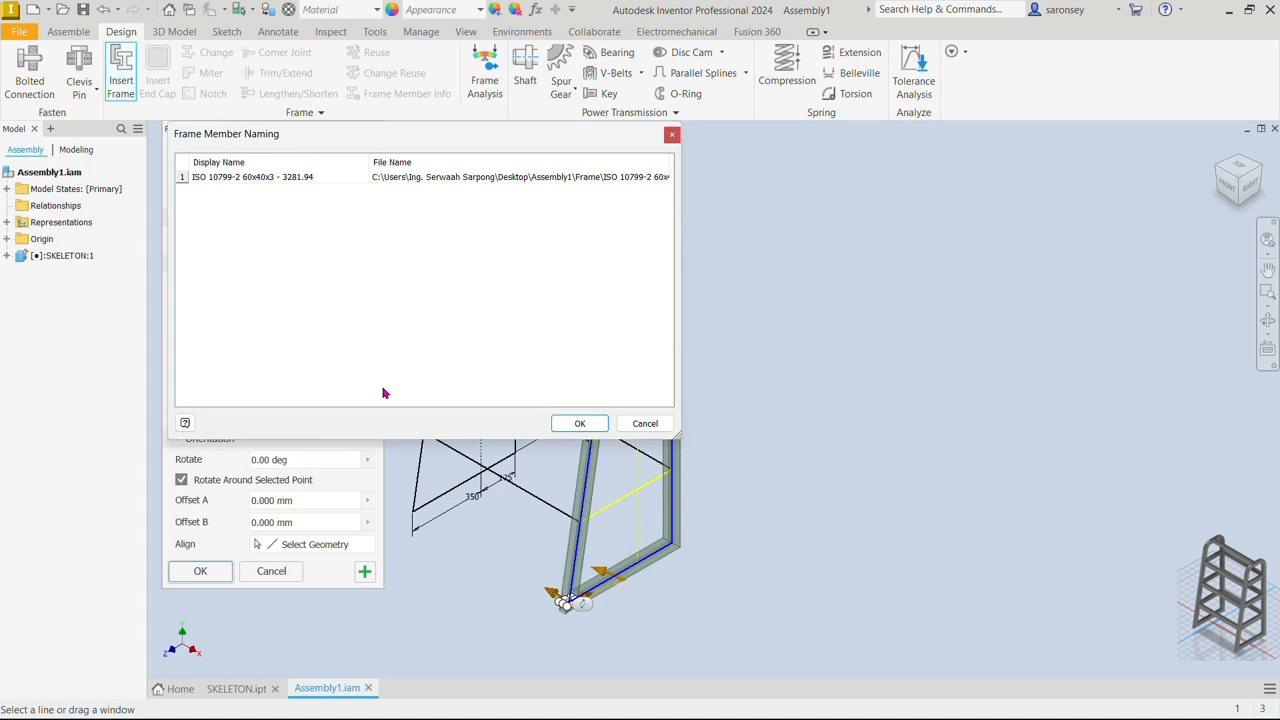 Material
Appearance
Autodesk Inventor Professional 2024
Assembly1
Search Help & Commands...
saronsey
File
Assemble
Design
3D Model
Sketch
Annotate
Inspect
Tools
Manage
View
Environments
Collaborate
Electromechanical
Fusion 360
Bolted Connection
Clevis Pin
Insert Frame
Insert End Cap
Change
Miter
Notch
Corner Joint
Trim/Extend
Lengthen/Shorten
Reuse
Change Reuse
Frame Member Info
Frame Analysis
Shaft
Spur Gear
Bearing
V-Belts
Key
Disc Cam
Parallel Splines
O-Ring
Compression
Extension
Belleville
Torsion
Tolerance Analysis
Fasten
Frame
Power Transmission
Spring
Analyze
Model
Assembly
Modeling
Assembly1.iam
Model States: [Primary]
Relationships
Representations
Origin
[●]:SKELETON:1
Frame Member Naming
Display Name
File Name
1
ISO 10799-2 60x40x3 - 3281.94
C:\Users\Ing. Serwaah Sarpong\Desktop\Assembly1\Frame\ISO 10799-2 60x
OK
Cancel
Orientation
Rotate
0.00 deg
Rotate Around Selected Point
Offset A
0.000 mm
Offset B
0.000 mm
Align
Select Geometry
OK
Cancel
350
175
TOP
FRONT
RIGHT
Z
Y
X
Home
SKELETON.ipt
Assembly1.iam
Select a line or drag a window
1
3